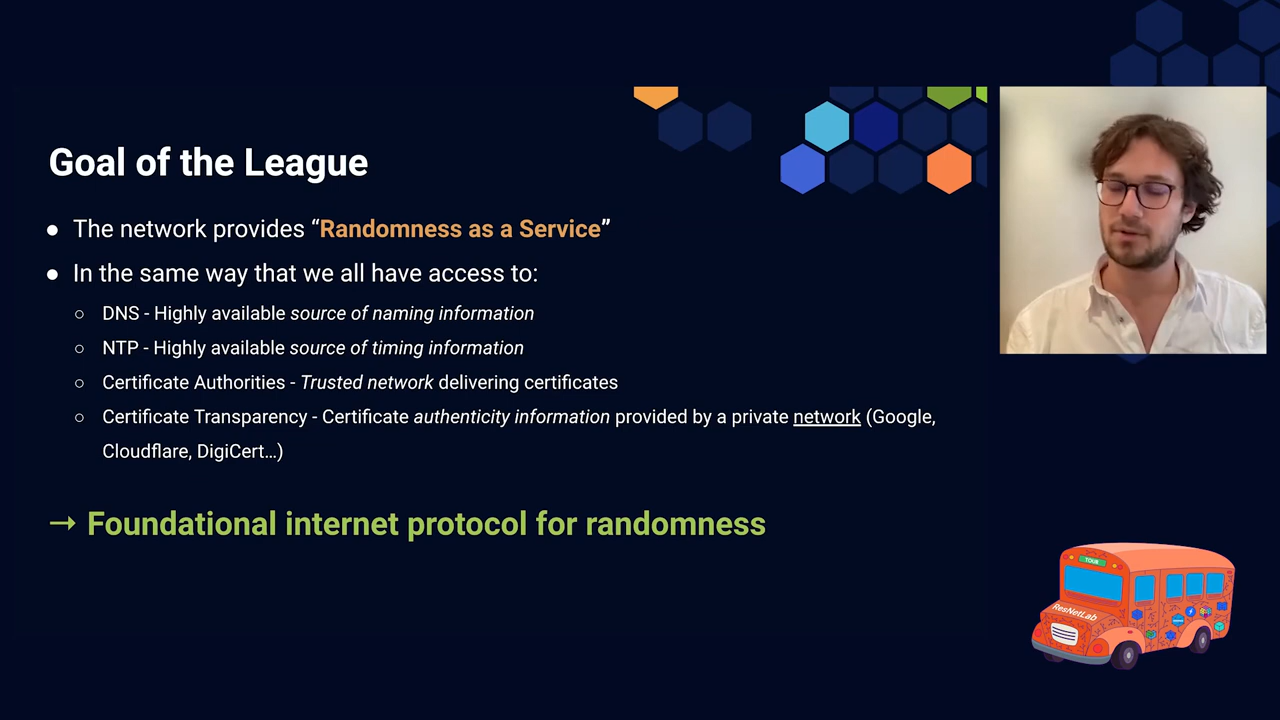 Goal of the League
● The network provides “Randomness as a Service”
● In the same way that we all have access to:
○ DNS - Highly available source of naming information
○ NTP - Highly available source of timing information
○ Certificate Authorities - Trusted network delivering certificates
○ Certificate Transparency - Certificate authenticity information provided by a private network (Google,
Cloudflare, DigiCert…)
→ Foundational internet protocol for randomness
TOUR
ResNetLab